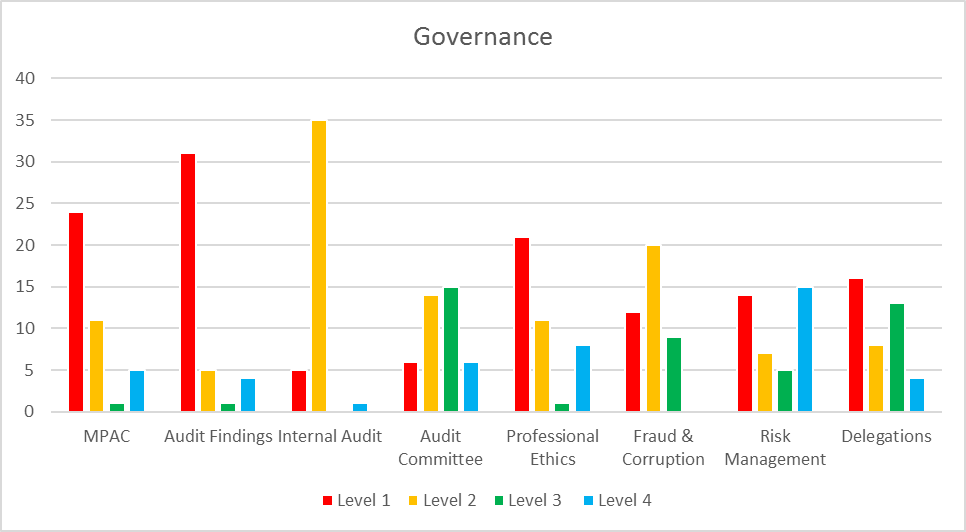 Governance
40
35
30
25
20
15
10
5
0
MPAC Audit Findings Internal Audit Audit Professional Fraud & Risk Delegations
Committee Ethics Corruption Management
Level 1 Level 2 Level 3 Level 4